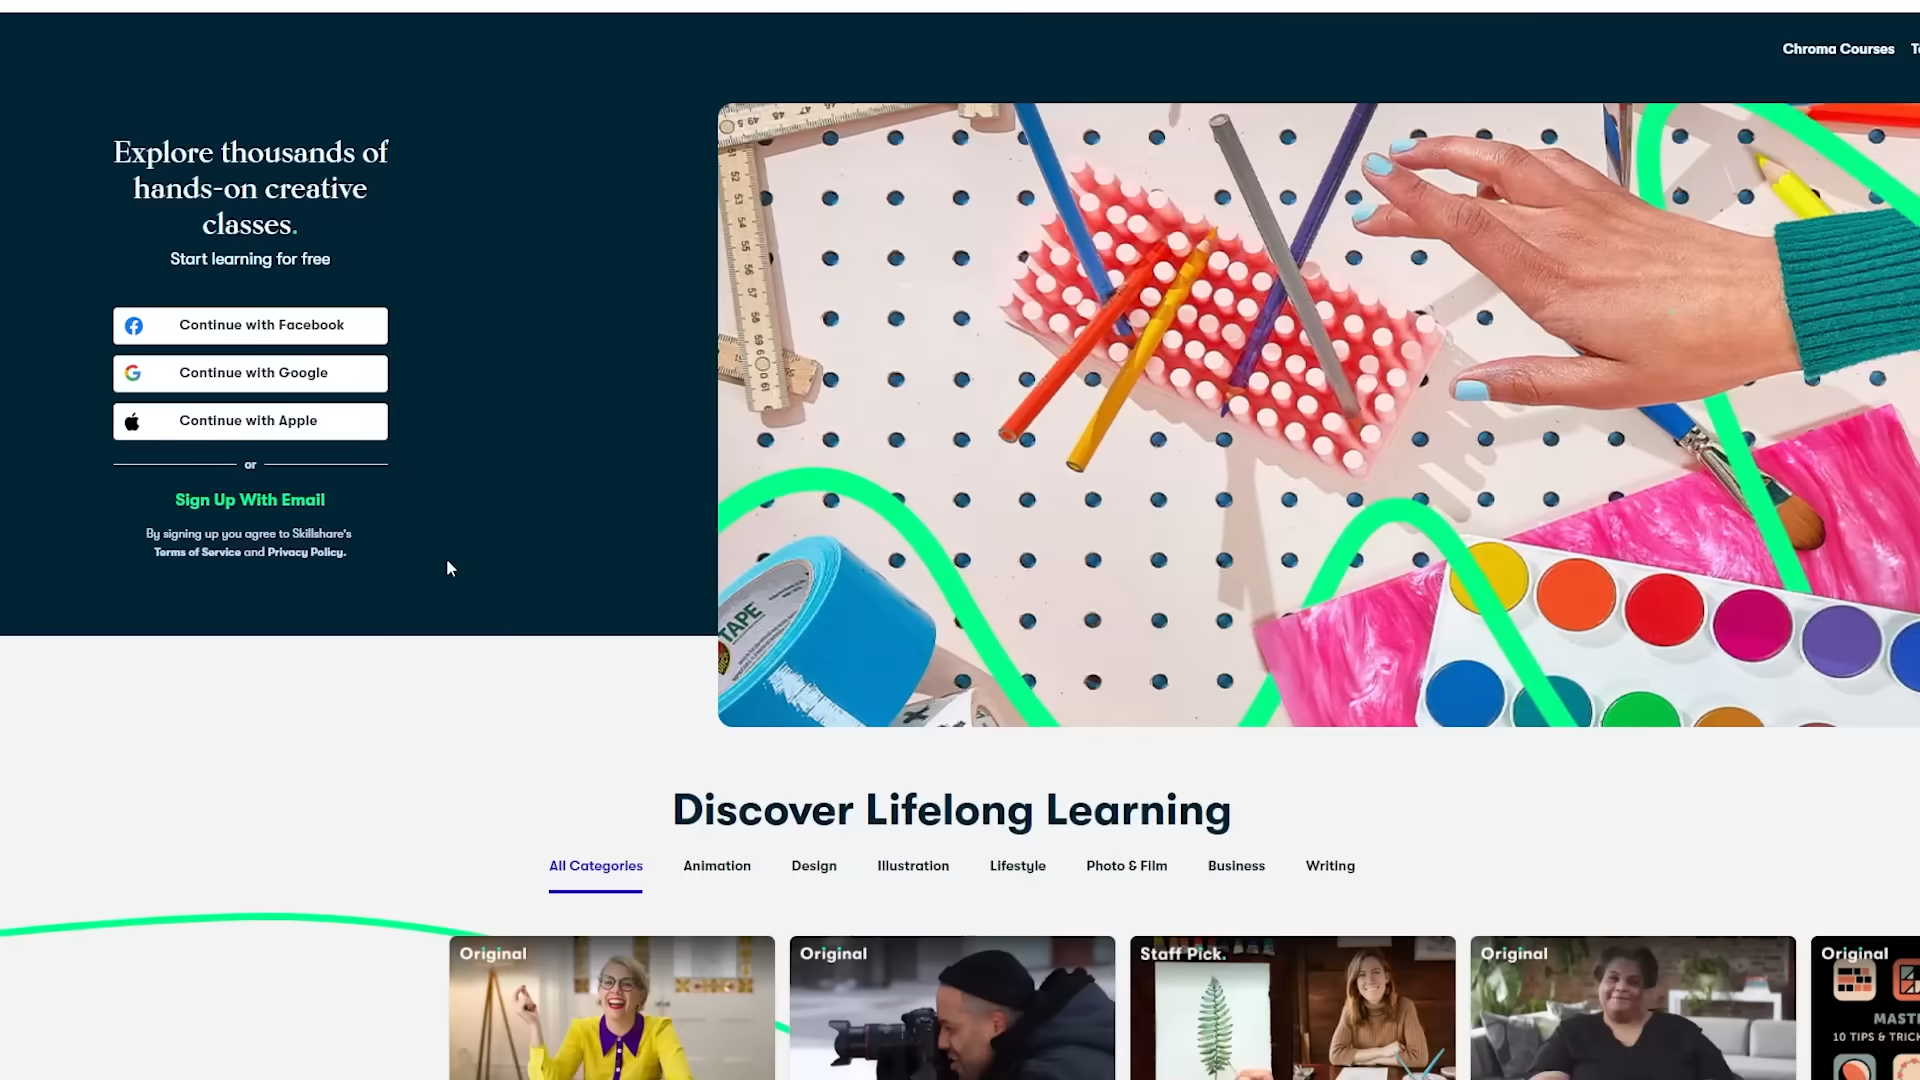 Chroma Courses
Explore thousands of
hands-on creative
classes.
Start learning for free
Continue with Facebook
Continue with Google
Continue with Apple
or
Sign Up With Email
By signing up you agree to Skillshare's
Terms of Service and Privacy Policy.
TAPE
Discover Lifelong Learning
All Categories
Animation
Design
Illustration
Lifestyle
Photo & Film
Business
Writing
Original
Original
Staff Pick.
Original
Original
10 TIPS &